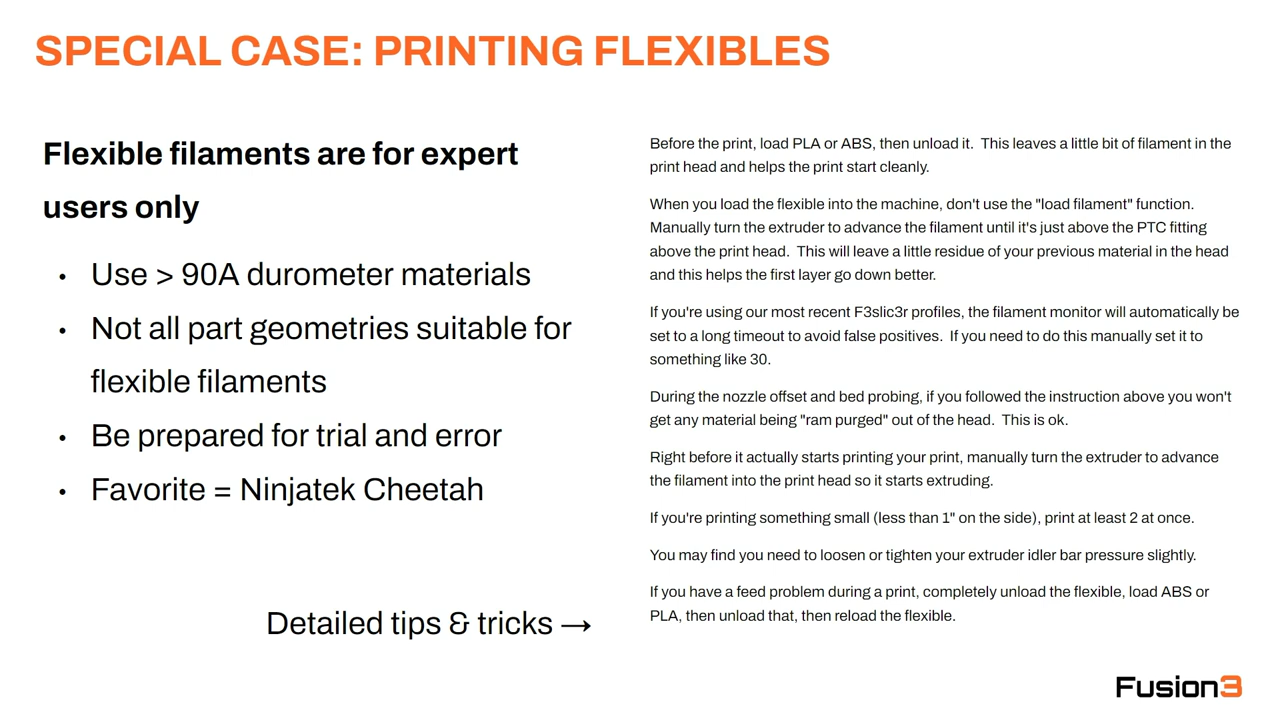 SPECIAL CASE: PRINTING FLEXIBLES
Flexible filaments are for expert
users only
• Use > 90A durometer materials
• Not all part geometries suitable for
flexible filaments
• Be prepared for trial and error
• Favorite = Ninjatek Cheetah
Detailed tips & tricks →
Before the print, load PLA or ABS, then unload it.  This leaves a little bit of filament in the
print head and helps the print start cleanly.
When you load the flexible into the machine, don't use the "load filament" function.
Manually turn the extruder to advance the filament until it's just above the PTC fitting
above the print head.  This will leave a little residue of your previous material in the head
and this helps the first layer go down better.
If you're using our most recent F3slic3r profiles, the filament monitor will automatically be
set to a long timeout to avoid false positives.  If you need to do this manually set it to
something like 30.
During the nozzle offset and bed probing, if you followed the instruction above you won't
get any material being "ram purged" out of the head.  This is ok.
Right before it actually starts printing your print, manually turn the extruder to advance
the filament into the print head so it starts extruding.
If you're printing something small (less than 1" on the side), print at least 2 at once.
You may find you need to loosen or tighten your extruder idler bar pressure slightly.
If you have a feed problem during a print, completely unload the flexible, load ABS or
PLA, then unload that, then reload the flexible.
Fusion3